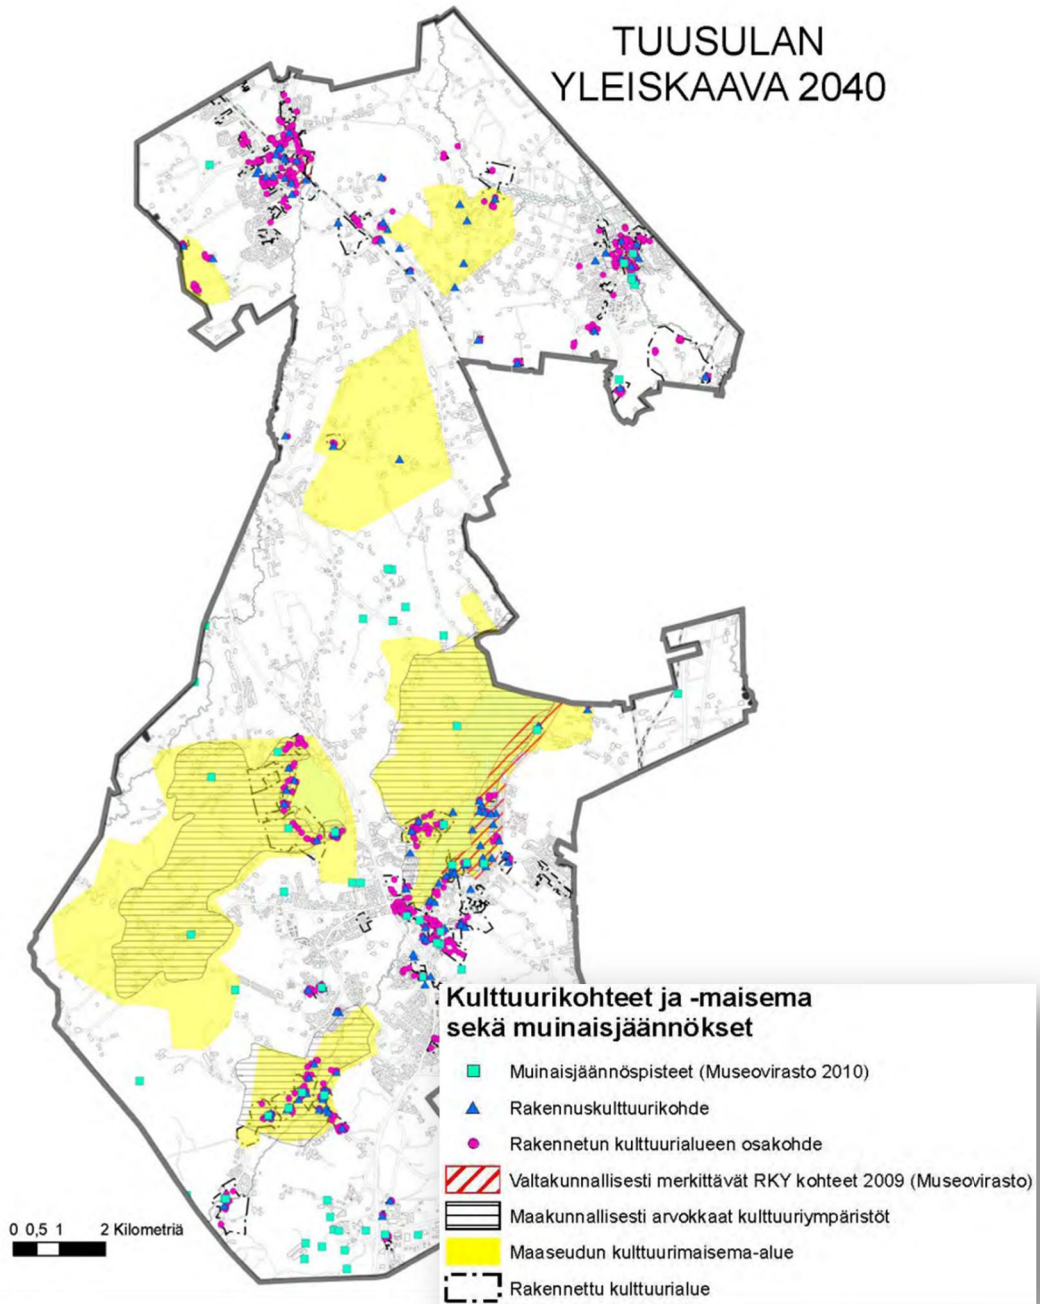 TUUSULAN
YLEISKAAVA 2040
Kulttuurikohteet ja -maisema
sekä muinaisjäännökset
Muinaisjäännöspisteet (Museovirasto 2010)
Rakennuskulttuurikohde
Rakennetun kulttuurialueen osakohde
Valtakunnallisesti merkittävät RKY kohteet 2009 (Museovirasto)
Maakunnallisesti arvokkaat kulttuuriympäristöt
Maaseudun kulttuurimaisema-alue
Rakennettu kulttuurialue
0 0,5 1 2 Kilometriä